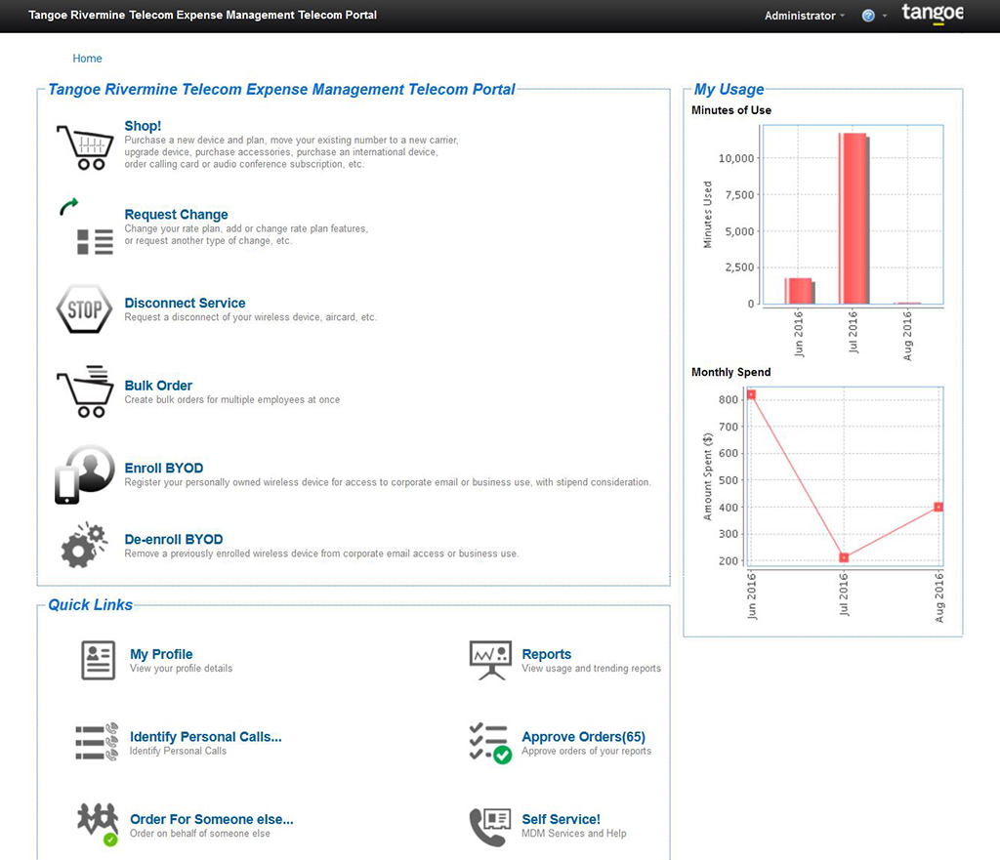 Tangoe Rivermine Telecom Expense Management Telecom Portal
Administrator
?
tangoe
Home
Tangoe Rivermine Telecom Expense Management Telecom Portal
Shop!
Purchase a new device and plan, move your existing number to a new carrier,
upgrade device, purchase accessories, purchase an international device,
order calling card or audio conference subscription, etc.
Request Change
Change your rate plan, add or change rate plan features,
or request another type of change, etc.
STOP
Disconnect Service
Request a disconnect of your wireless device, aircard, etc.
Bulk Order
Create bulk orders for multiple employees at once
Enroll BYOD
Register your personally owned wireless device for access to corporate email or business use, with stipend consideration.
De-enroll BYOD
Remove a previously enrolled wireless device from corporate email access or business use.
Quick Links
My Profile
View your profile details
Reports
View usage and trending reports
Identify Personal Calls...
Identify Personal Calls
Approve Orders(65)
Approve orders of your reports
Order For Someone else...
Order on behalf of someone else
Self Service!
MDM Services and Help
My Usage
Minutes of Use
Minutes Used
10,000
7,500
5,000
2,500
0
Jun 2016
Jul 2016
Aug 2016
Monthly Spend
Amount Spent ($)
800
700
600
500
400
300
200
Jun 2016
Jul 2016
Aug 2016